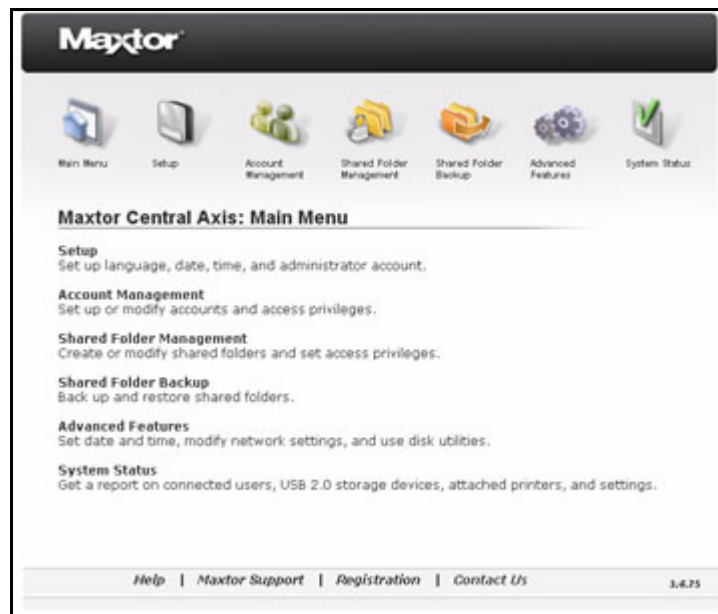 Maxtor
Main Menu
Setup
Account Management
Shared Folder Management
Shared Folder Backup
Advanced Features
System Status
Maxtor Central Axis: Main Menu
Setup
Set up language, date, time, and administrator account.
Account Management
Set up or modify accounts and access privileges.
Shared Folder Management
Create or modify shared folders and set access privileges.
Shared Folder Backup
Back up and restore shared folders.
Advanced Features
Set date and time, modify network settings, and use disk utilities.
System Status
Get a report on connected users, USB 2.0 storage devices, attached printers, and settings.
Help | Maxtor Support | Registration | Contact Us
3.4.75